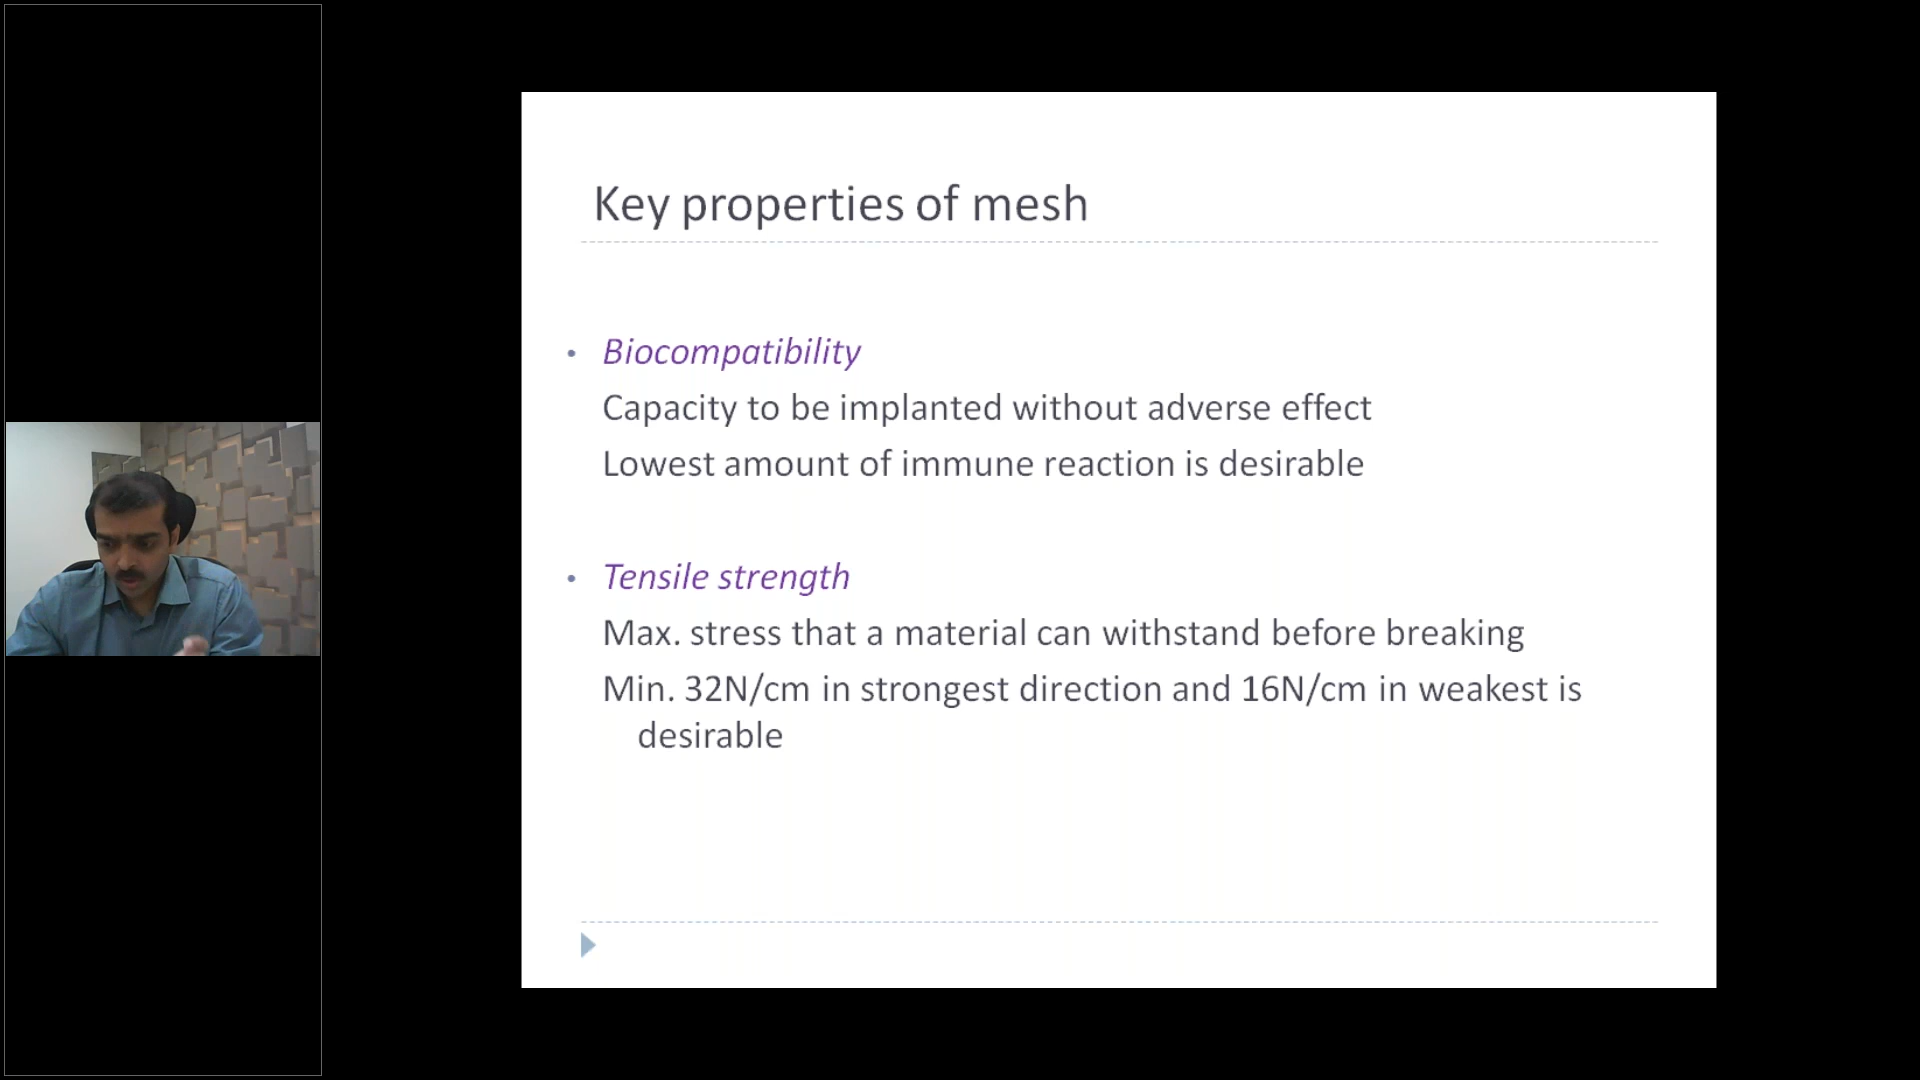 Key properties of mesh
• Biocompatibility
Capacity to be implanted without adverse effect
Lowest amount of immune reaction is desirable
• Tensile strength
Max. stress that a material can withstand before breaking
Min. 32N/cm in strongest direction and 16N/cm in weakest is
desirable